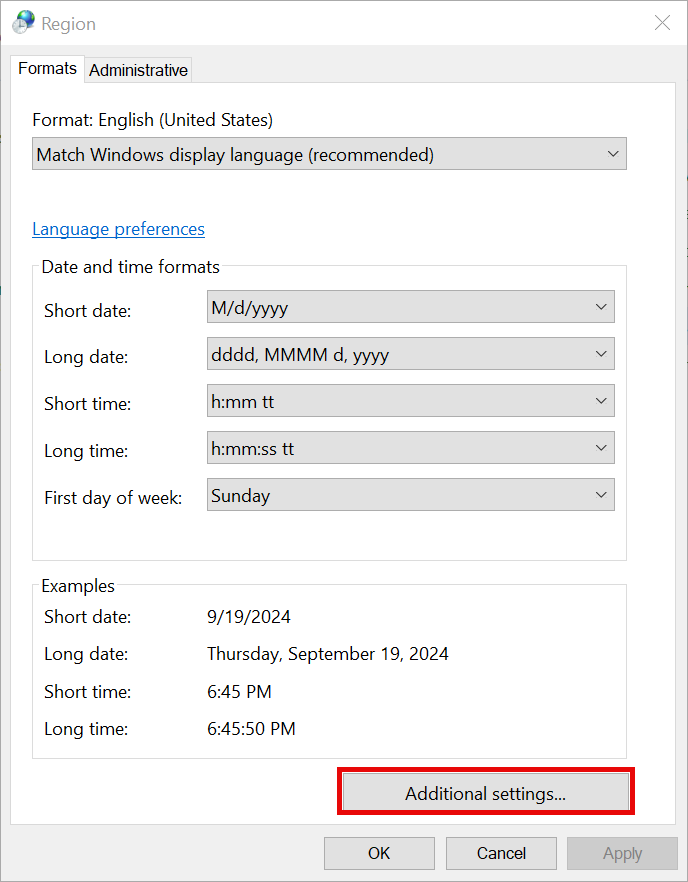 Region
Formats
Administrative
Format: English (United States)
Match Windows display language (recommended)
Language preferences
Date and time formats
Short date: M/d/yyyy
Long date: dddd, MMMM d, yyyy
Short time: h:mm tt
Long time: h:mm:ss tt
First day of week: Sunday
Examples
Short date: 9/19/2024
Long date: Thursday, September 19, 2024
Short time: 6:45 PM
Long time: 6:45:50 PM
Additional settings...
OK Cancel Apply